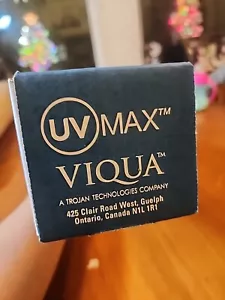 UVMAX™
VIQUA™
A TROJAN TECHNOLOGIES COMPANY
425 Clair Road West, Guelph
Ontario, Canada N1L 1R1